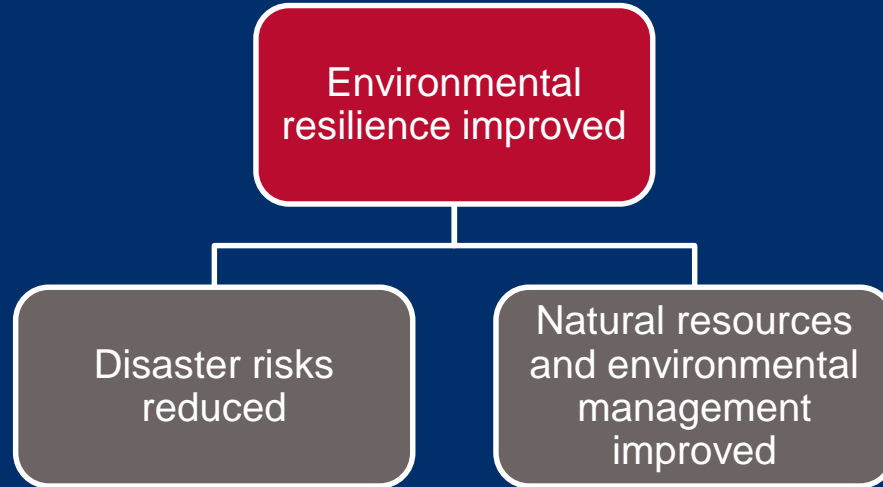 Environmental
resilience improved
Disaster risks
reduced
Natural resources
and environmental
management
improved